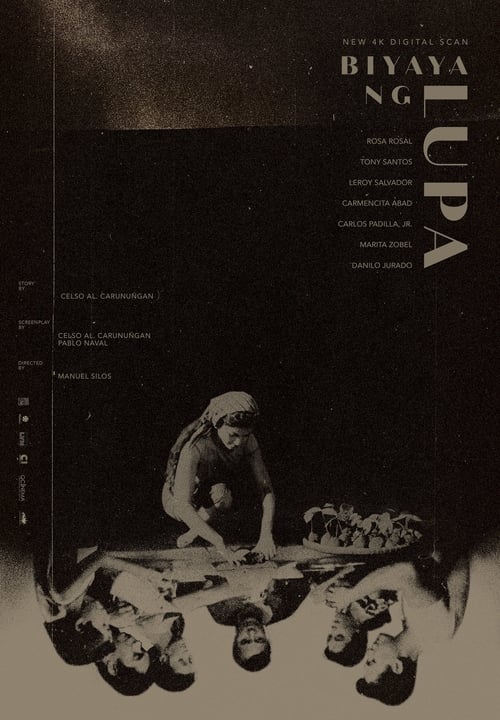 NEW 4K DIGITAL SCAN
BIYAYA
NG
LUPA
ROSA ROSAL
TONY SANTOS
LEROY SALVADOR
CARMENCITA ABAD
CARLOS PADILLA, JR.
MARITA ZOBEL
DANILO JURADO
STORY
BY
CELSO AL. CARUNUÑGAN
SCREENPLAY
BY
CELSO AL. CARUNUÑGAN
PABLO NAVAL
DIRECTED
BY
MANUEL SILOS